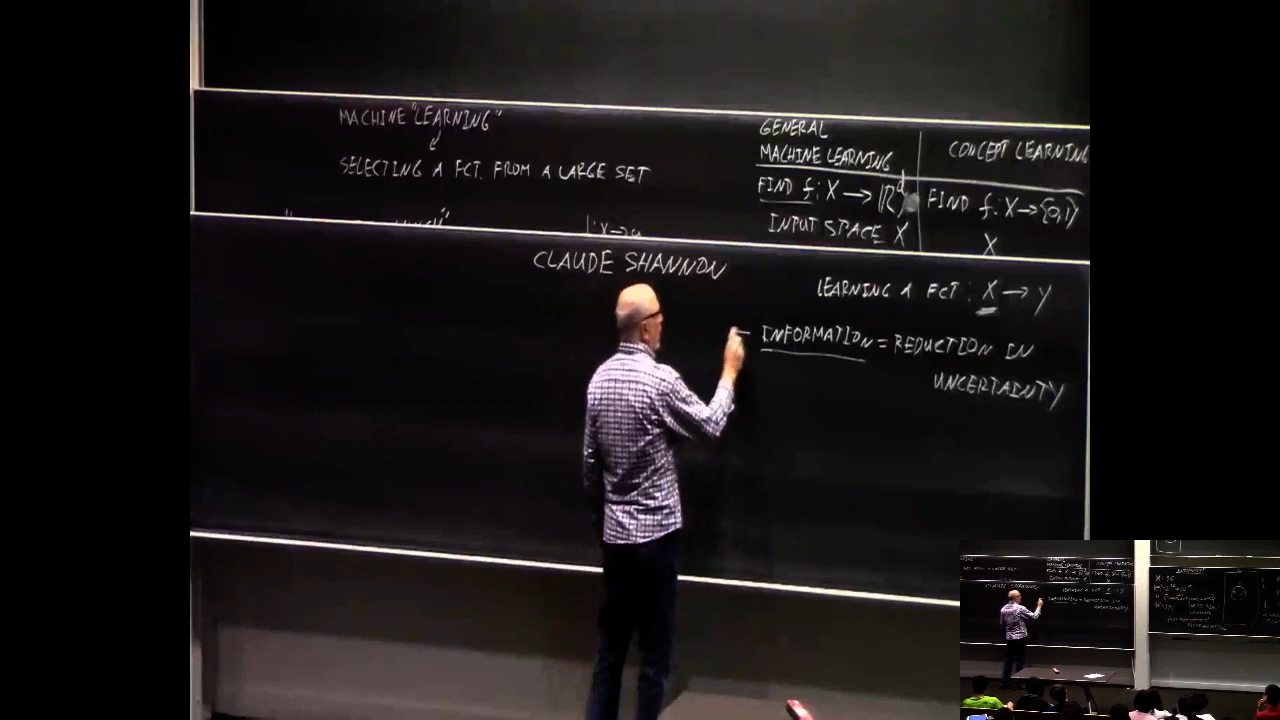 MACHINE "LEARNING"
SELECTING A FCT. FROM A LARGE SET
GENERAL
MACHINE LEARNING
FIND f: X → ℝᵈ
INPUT SPACE X
CONCEPT LEARNING
FIND f: X → {0,1}
X
CLAUDE SHANNON
LEARNING A FCT: X → Y
INFORMATION = REDUCTION IN
UNCERTAINTY